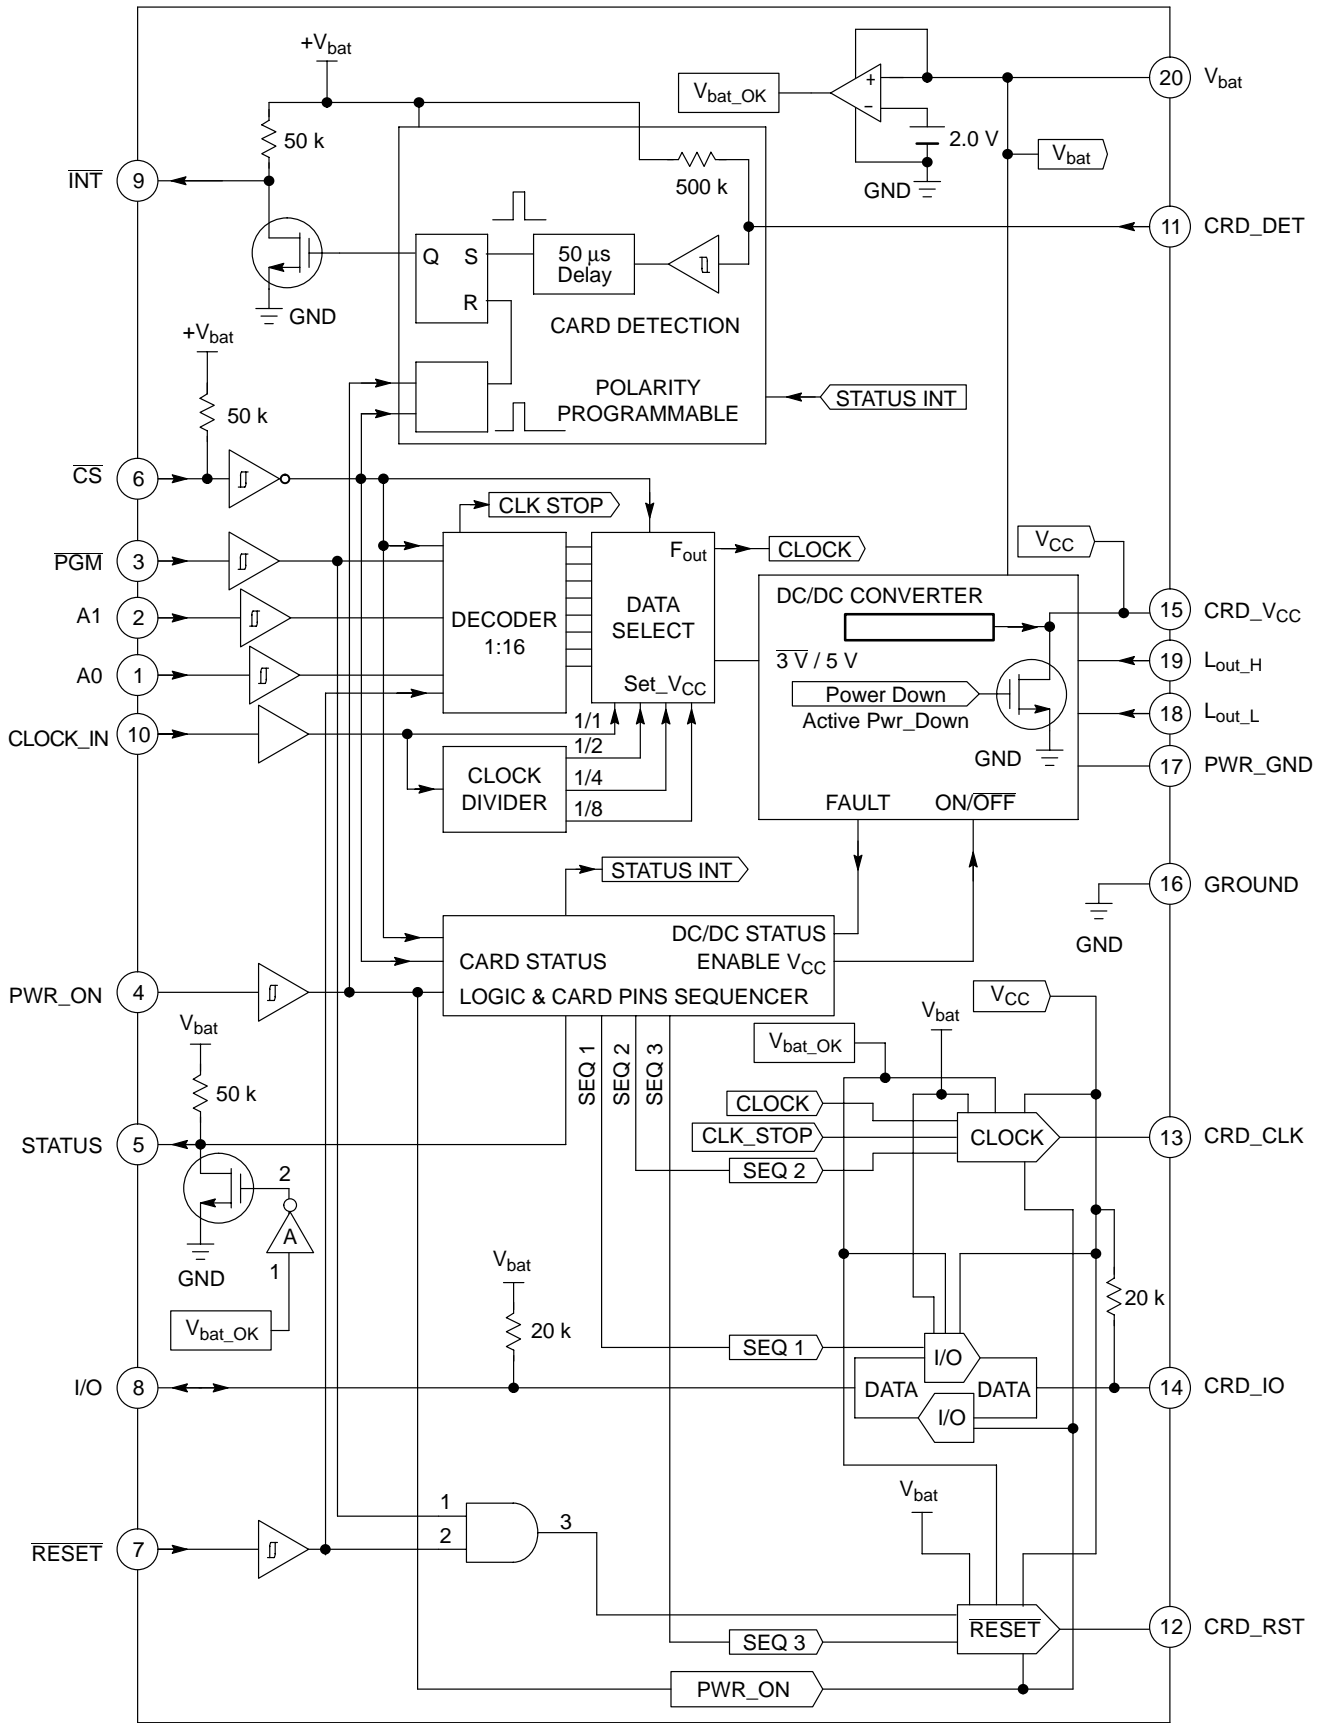 +Vbat
50 k
INT
9
GND
Vbat_OK
+
−
2.0 V
GND
Vbat
20
Vbat
500 k
11
CRD_DET
Q
S
R
50 µs
Delay
CARD DETECTION
POLARITY
PROGRAMMABLE
STATUS INT
+Vbat
50 k
CS
6
PGM
3
A1
2
A0
1
CLOCK_IN
10
CLK STOP
DECODER
1:16
Fout
DATA
SELECT
Set_VCC
CLOCK
1/1
1/2
1/4
1/8
CLOCK
DIVIDER
VCC
DC/DC CONVERTER
3 V / 5 V
Power Down
Active Pwr_Down
GND
FAULT
ON/OFF
15
CRD_VCC
19
Lout_H
18
Lout_L
17
PWR_GND
16
GROUND
GND
STATUS INT
DC/DC STATUS
CARD STATUS
ENABLE VCC
LOGIC & CARD PINS SEQUENCER
PWR_ON
4
SEQ 1
SEQ 2
SEQ 3
Vbat
50 k
STATUS
5
2
A
1
GND
Vbat_OK
Vbat_OK
Vbat
VCC
CLOCK
CLK_STOP
SEQ 2
CLOCK
13
CRD_CLK
Vbat
20 k
20 k
SEQ 1
I/O
I/O
8
DATA
DATA
I/O
14
CRD_IO
Vbat
RESET
7
1
2
3
RESET
SEQ 3
PWR_ON
12
CRD_RST